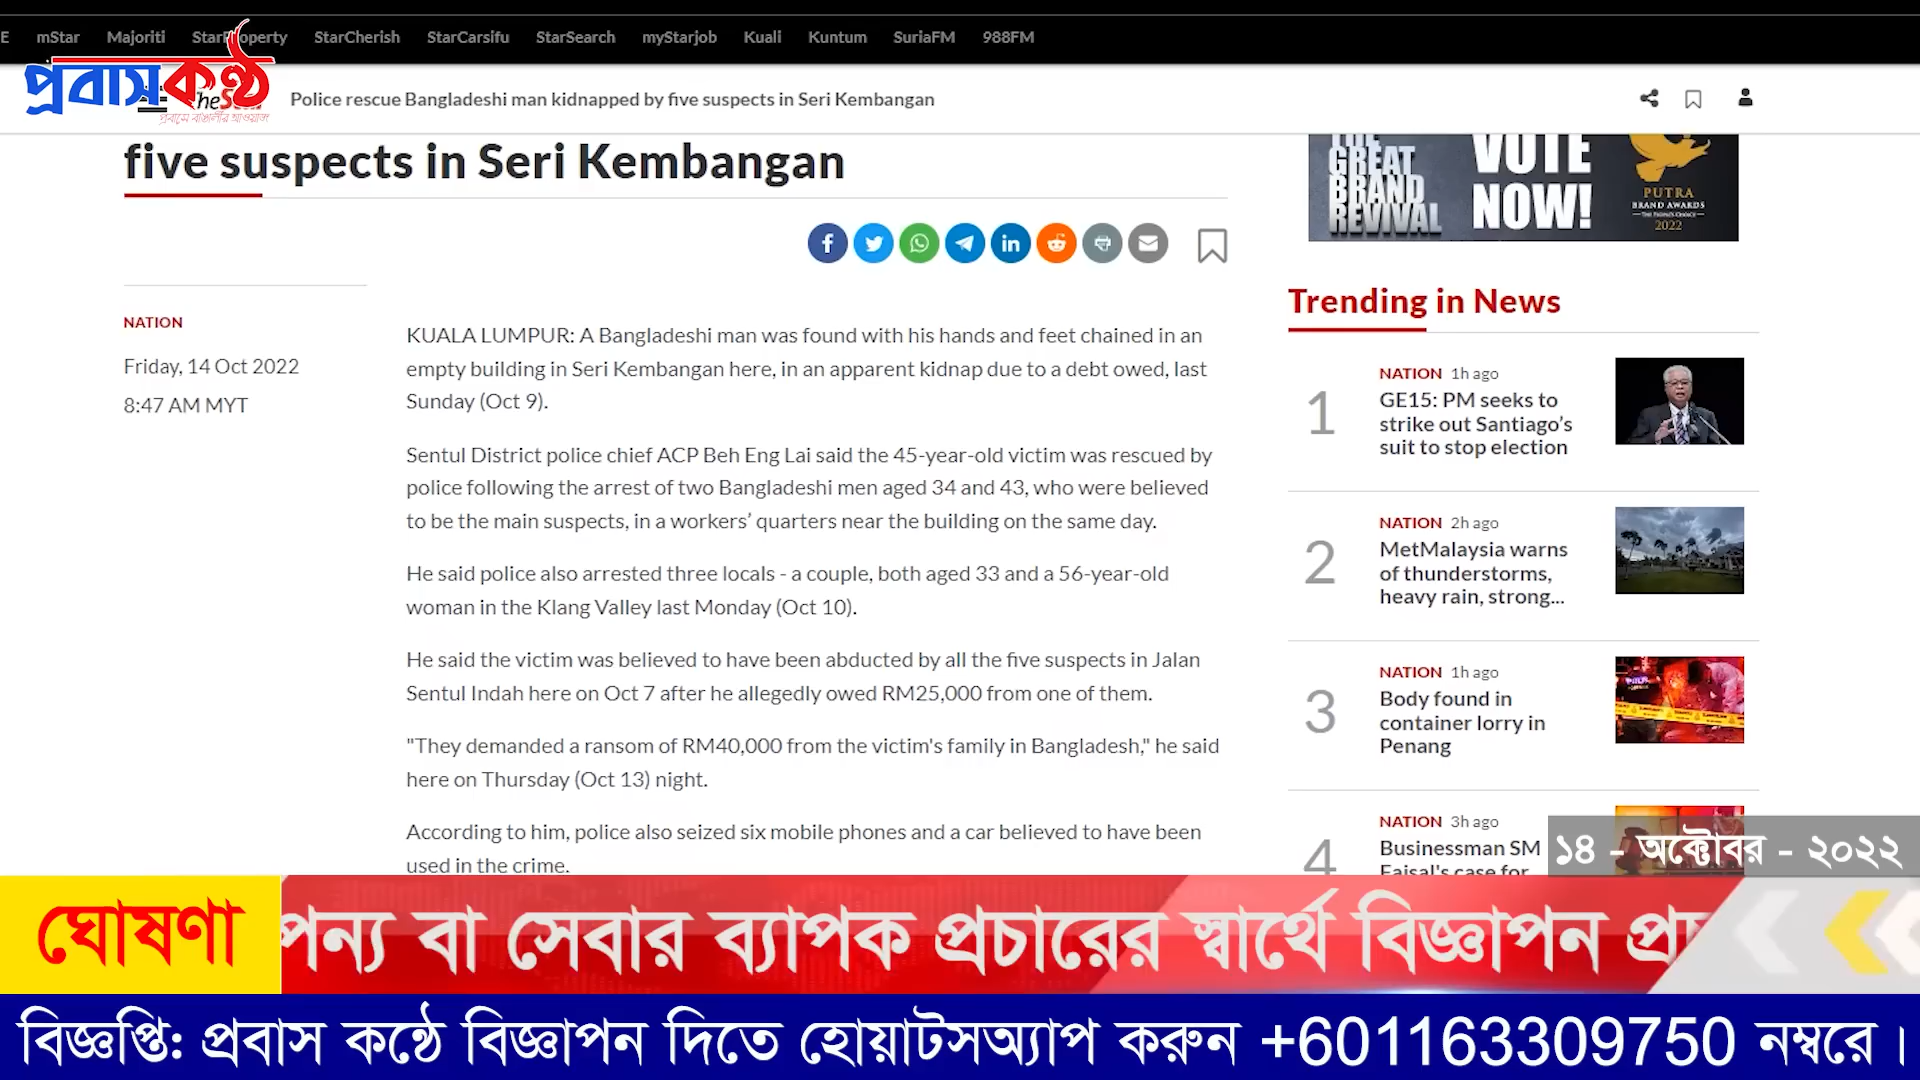 E mStar Majoriti StarProperty StarCherish StarCarsifu StarSearch myStarjob Kuali Kuntum SuriaFM 988FM
প্রবাস কণ্ঠ
প্রবাসে বাঙালীর আওয়াজ
Police rescue Bangladeshi man kidnapped by five suspects in Seri Kembangan
five suspects in Seri Kembangan
NATION
Friday, 14 Oct 2022
8:47 AM MYT
KUALA LUMPUR: A Bangladeshi man was found with his hands and feet chained in an
empty building in Seri Kembangan here, in an apparent kidnap due to a debt owed, last
Sunday (Oct 9).
Sentul District police chief ACP Beh Eng Lai said the 45-year-old victim was rescued by
police following the arrest of two Bangladeshi men aged 34 and 43, who were believed
to be the main suspects, in a workers’ quarters near the building on the same day.
He said police also arrested three locals - a couple, both aged 33 and a 56-year-old
woman in the Klang Valley last Monday (Oct 10).
He said the victim was believed to have been abducted by all the five suspects in Jalan
Sentul Indah here on Oct 7 after he allegedly owed RM25,000 from one of them.
"They demanded a ransom of RM40,000 from the victim's family in Bangladesh," he said
here on Thursday (Oct 13) night.
According to him, police also seized six mobile phones and a car believed to have been
used in the crime.
THE
GREAT
BRAND
REVIVAL
VOTE
NOW!
PUTRA
BRAND AWARDS
2022
Trending in News
1
NATION 1h ago
GE15: PM seeks to
strike out Santiago’s
suit to stop election
2
NATION 2h ago
MetMalaysia warns
of thunderstorms,
heavy rain, strong...
3
NATION 1h ago
Body found in
container lorry in
Penang
4
NATION 3h ago
Businessman SM
Faisal's case for
১৪ - অক্টোবর - ২০২২
ঘোষণা
পন্য বা সেবার ব্যাপক প্রচারের স্বার্থে বিজ্ঞাপন
বিজ্ঞপ্তি: প্রবাস কন্ঠে বিজ্ঞাপন দিতে হোয়াটসঅ্যাপ করুন +601163309750 নম্বরে।